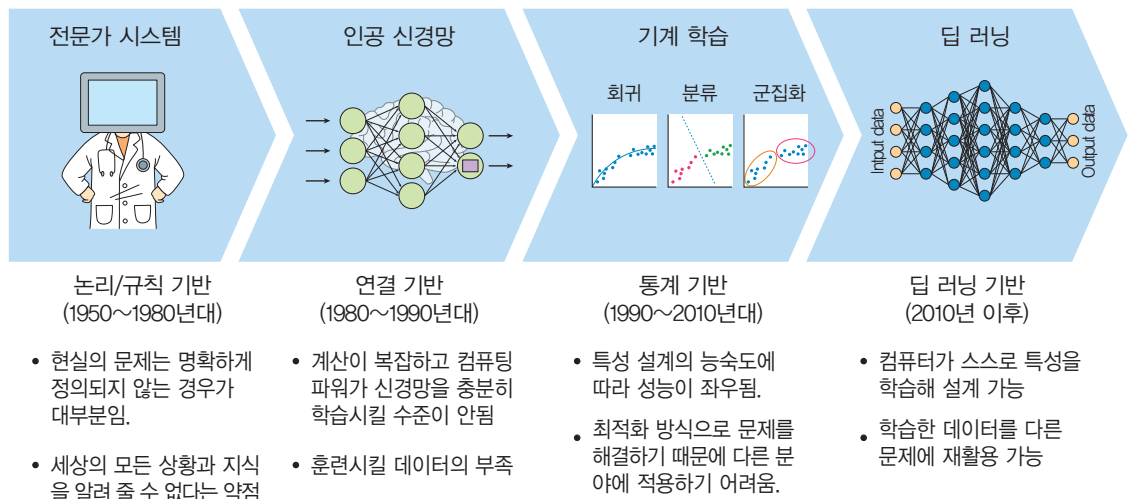 전문가 시스템
인공 신경망
기계 학습
회귀
분류
군집화
딥 러닝
Iniput data
Output data
논리/규칙 기반
(1950~1980년대)
• 현실의 문제는 명확하게
정의되지 않는 경우가
대부분임.
• 세상의 모든 상황과 지식
을 알려 줄 수 없다는 약점
연결 기반
(1980~1990년대)
• 계산이 복잡하고 컴퓨팅
파워가 신경망을 충분히
학습시킬 수준이 안됨
• 훈련시킬 데이터의 부족
통계 기반
(1990~2010년대)
• 특성 설계의 능숙도에
따라 성능이 좌우됨.
• 최적화 방식으로 문제를
해결하기 때문에 다른 분
야에 적용하기 어려움.
딥 러닝 기반
(2010년 이후)
• 컴퓨터가 스스로 특성을
학습해 설계 가능
• 학습한 데이터를 다른
문제에 재활용 가능